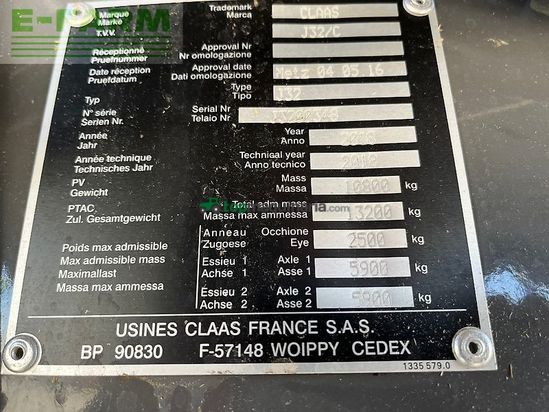 E-FARM
Marque Trademark CLAAS
Marke Marca
T.V.V. J32/C
Réceptionné Approval Nr
Pruefnummer Nr omologazione
Date réception Approval date Metz 04.05.16
Pruefnummer Datum Dati omologazione
Typ Type J32
Tipo
N° série Serial Nr
Serien Nr. Telaio Nr
Année Year
Jahr Anno
Année technique Technical year 2012
Technisches Jahr Anno tecnico
PV Mass 10800 kg
Gewicht Massa
PTAC Total adm mass 13200 kg
Zul. Gesamtgewicht Massa max ammessa
Poids max admissible Anneau Occhione 2500 kg
Max admissible mass Zugoese Eye
Maximallast Essieu 1 Axle 1 5900 kg
Massa max ammessa Achse 1 Asse 1
Essieu 2 Axle 2 5900 kg
Achse 2 Asse 2
USINES CLAAS FRANCE S.A.S.
BP 90830 F-57148 WOIPPY CEDEX
1335 579.0